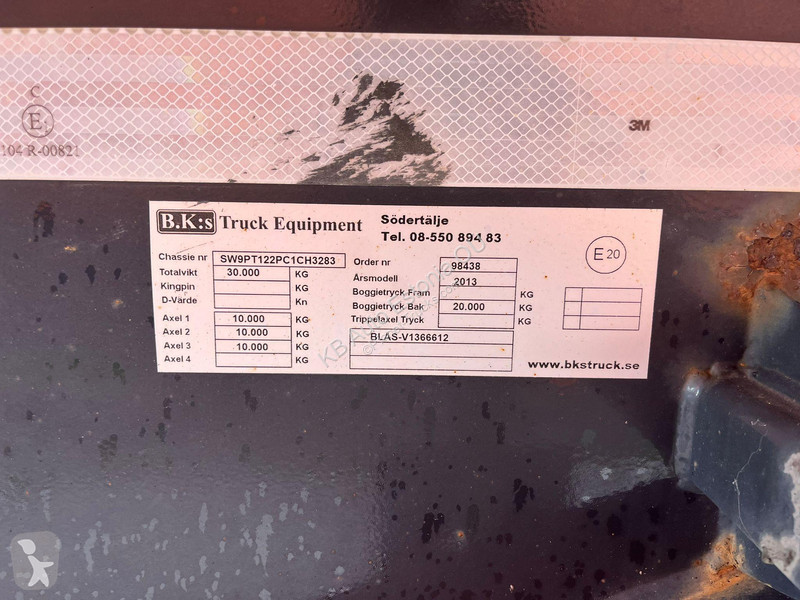 C
E
104 R-00821
3M
B.K:s Truck Equipment
Södertälje
Tel. 08-550 894 83
Chassie nr SW9PT122PC1CH3283
Totalvikt 30.000 KG
Kingpin KG
D-Värde Kn
Axel 1 10.000 KG
Axel 2 10.000 KG
Axel 3 10.000 KG
Axel 4 KG
Order nr 98438
Årsmodell 2013
Boggietryck Fram KG
Boggietryck Bak 20.000 KG
Trippelaxel Tryck KG
BLAS-V1366612
E 20
www.bkstruck.se